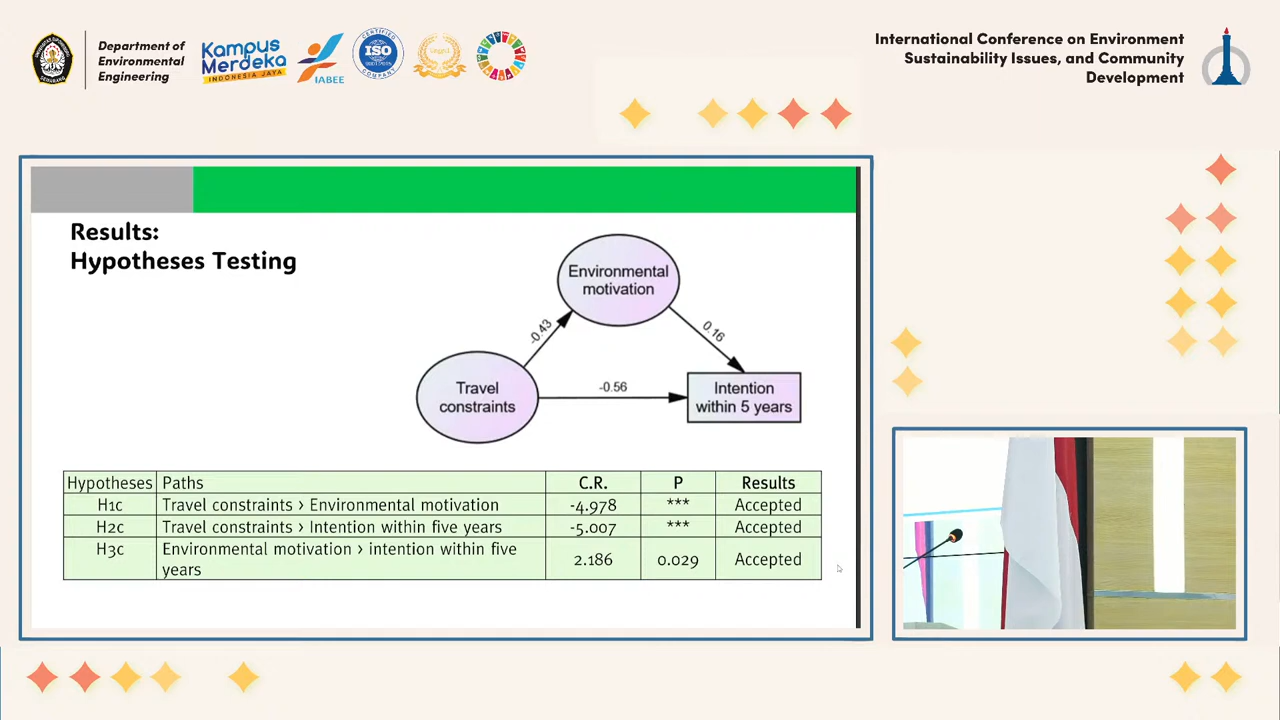 Department of
Environmental
Engineering
Kampus
Merdeka
INDONESIA JAYA
IABEE
CERTIFIED
ISO
COMPANY
International Conference on Environment
Sustainability Issues, and Community
Development
Results:
Hypotheses Testing
Environmental
motivation
-0.43
0.16
Travel
constraints
-0.56
Intention
within 5 years
Hypotheses Paths C.R. P Results
H1c Travel constraints > Environmental motivation -4.978 *** Accepted
H2c Travel constraints > Intention within five years -5.007 *** Accepted
H3c Environmental motivation > intention within five years 2.186 0.029 Accepted